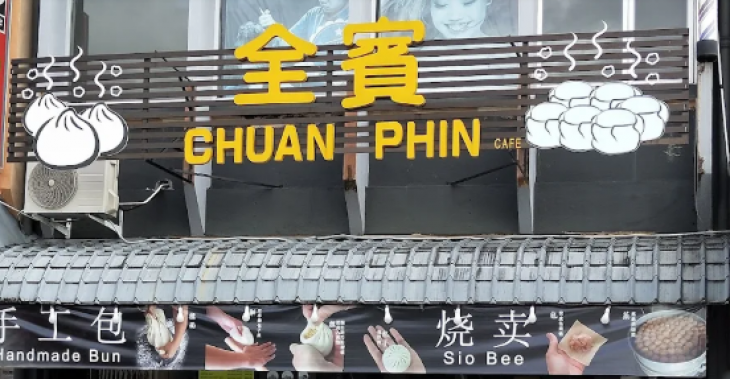 全賓
CHUAN PHIN CAFE
手工包 烧卖
Handmade Bun Sio Bee